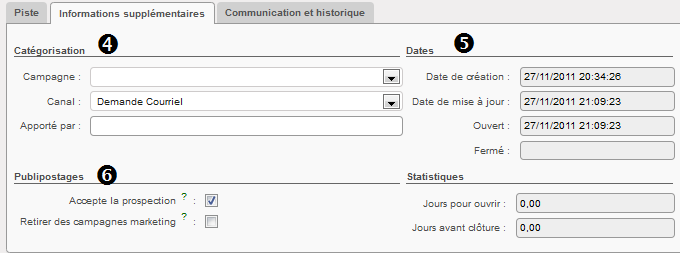 Piste Informations supplémentaires Communication et historique
Catégorisation 4
Campagne :
Canal : Demande Courriel
Apporté par :
Dates 5
Date de création : 27/11/2011 20:34:26
Date de mise à jour : 27/11/2011 21:09:23
Ouvert : 27/11/2011 21:09:23
Fermé :
Publipostages 6
Accepte la prospection ? :
Retirer des campagnes marketing ? :
Statistiques
Jours pour ouvrir : 0,00
Jours avant clôture : 0,00